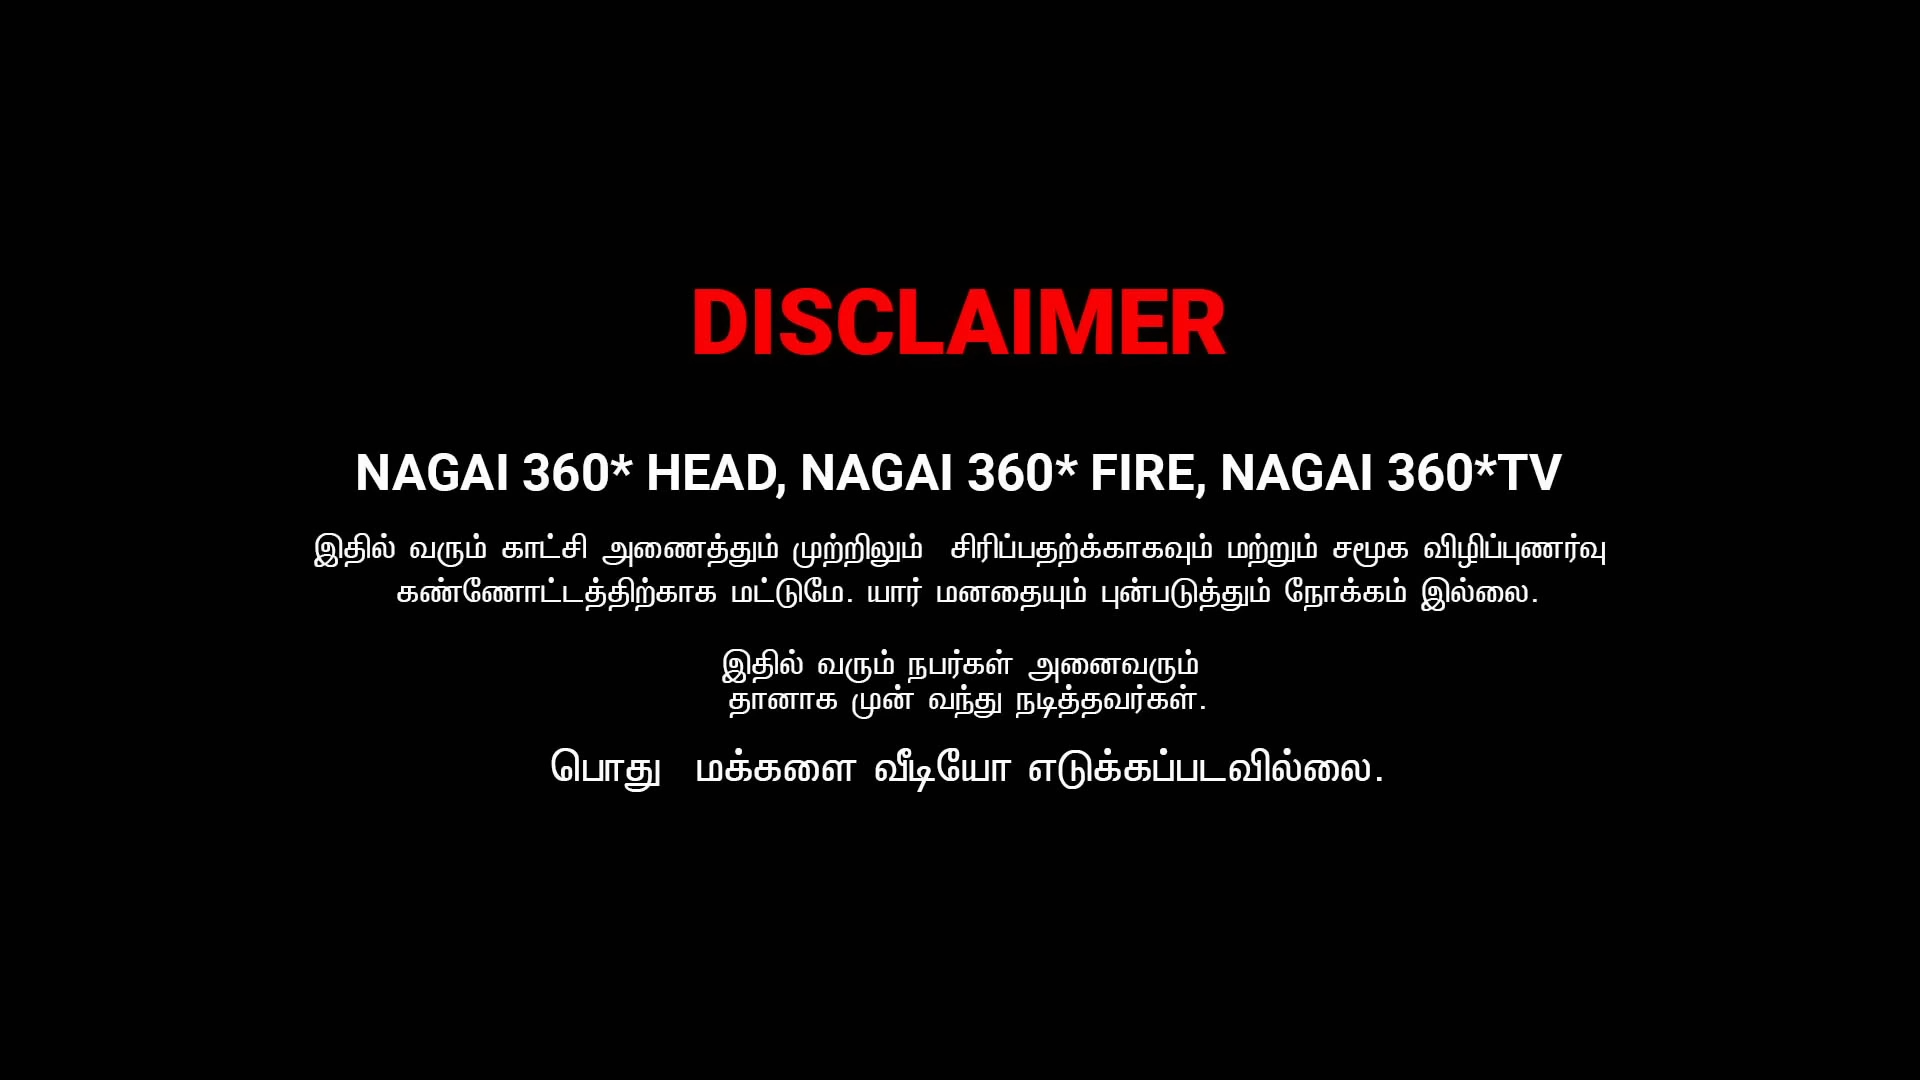 DISCLAIMER
NAGAI 360* HEAD, NAGAI 360* FIRE, NAGAI 360*TV
இதில் வரும் காட்சி அணைத்தும் முற்றிலும் சிரிப்பதற்க்காகவும் மற்றும் சமூக விழிப்புணர்வு
கண்ணோட்டத்திற்காக மட்டுமே. யார் மனதையும் புன்படுத்தும் நோக்கம் இல்லை.
இதில் வரும் நபர்கள் அனைவரும்
தானாக முன் வந்து நடித்தவர்கள்.
பொது மக்களை வீடியோ எடுக்கப்படவில்லை.